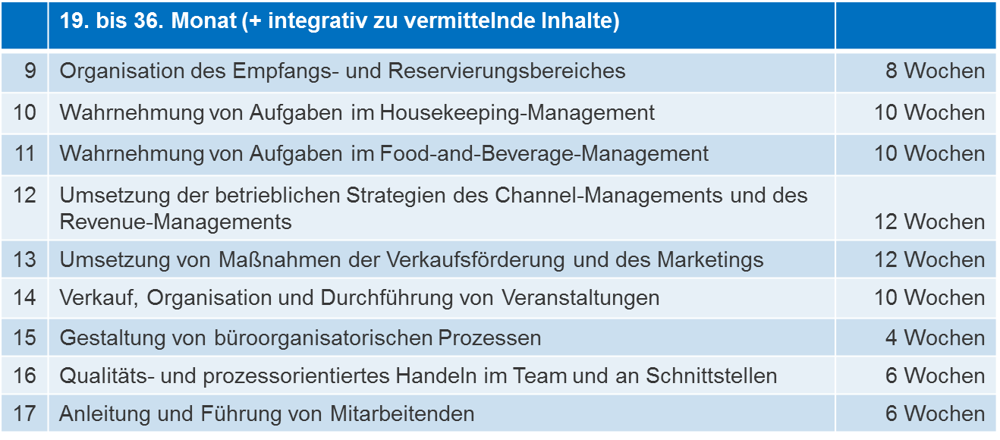 19. bis 36. Monat (+ integrativ zu vermittelnde Inhalte)
9 Organisation des Empfangs- und Reservierungsbereiches 8 Wochen
10 Wahrnehmung von Aufgaben im Housekeeping-Management 10 Wochen
11 Wahrnehmung von Aufgaben im Food-and-Beverage-Management 10 Wochen
12 Umsetzung der betrieblichen Strategien des Channel-Managements und des
Revenue-Managements 12 Wochen
13 Umsetzung von Maßnahmen der Verkaufsförderung und des Marketings 12 Wochen
14 Verkauf, Organisation und Durchführung von Veranstaltungen 10 Wochen
15 Gestaltung von büroorganisatorischen Prozessen 4 Wochen
16 Qualitäts- und prozessorientiertes Handeln im Team und an Schnittstellen 6 Wochen
17 Anleitung und Führung von Mitarbeitenden 6 Wochen